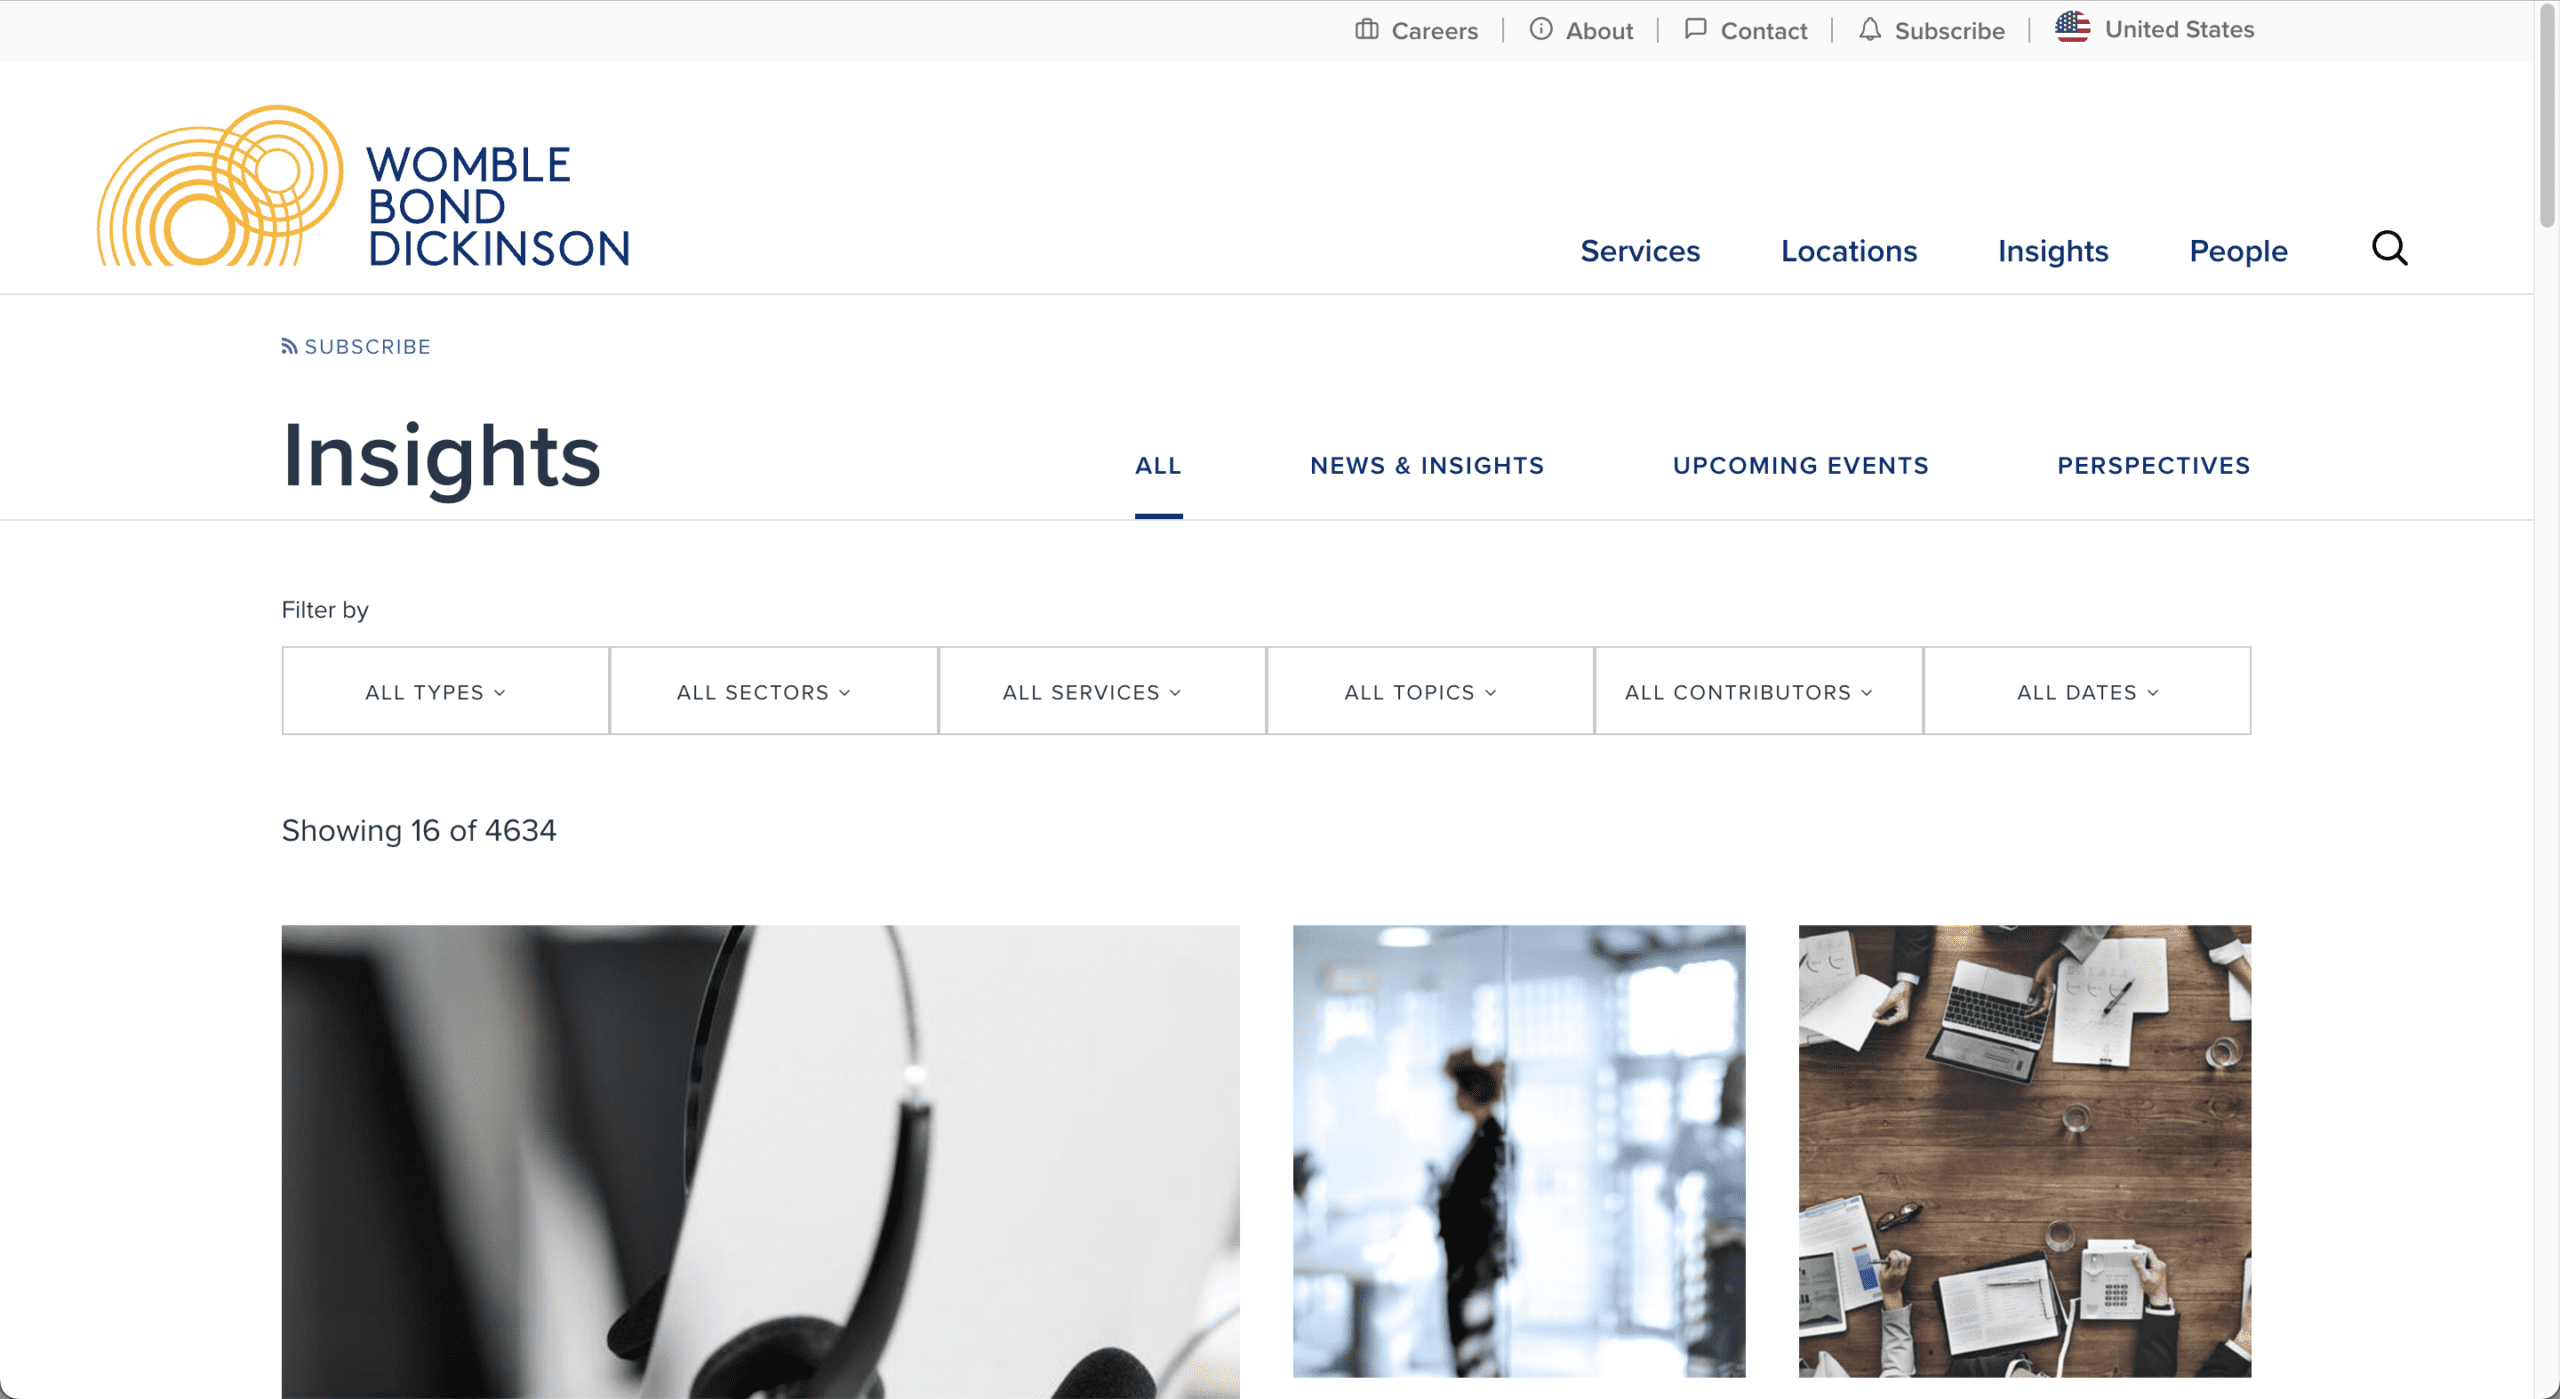 Careers
About
Contact
Subscribe
United States
WOMBLE
BOND
DICKINSON
Services
Locations
Insights
People
SUBSCRIBE
Insights
ALL
NEWS & INSIGHTS
UPCOMING EVENTS
PERSPECTIVES
Filter by
ALL TYPES
ALL SECTORS
ALL SERVICES
ALL TOPICS
ALL CONTRIBUTORS
ALL DATES
Showing 16 of 4634